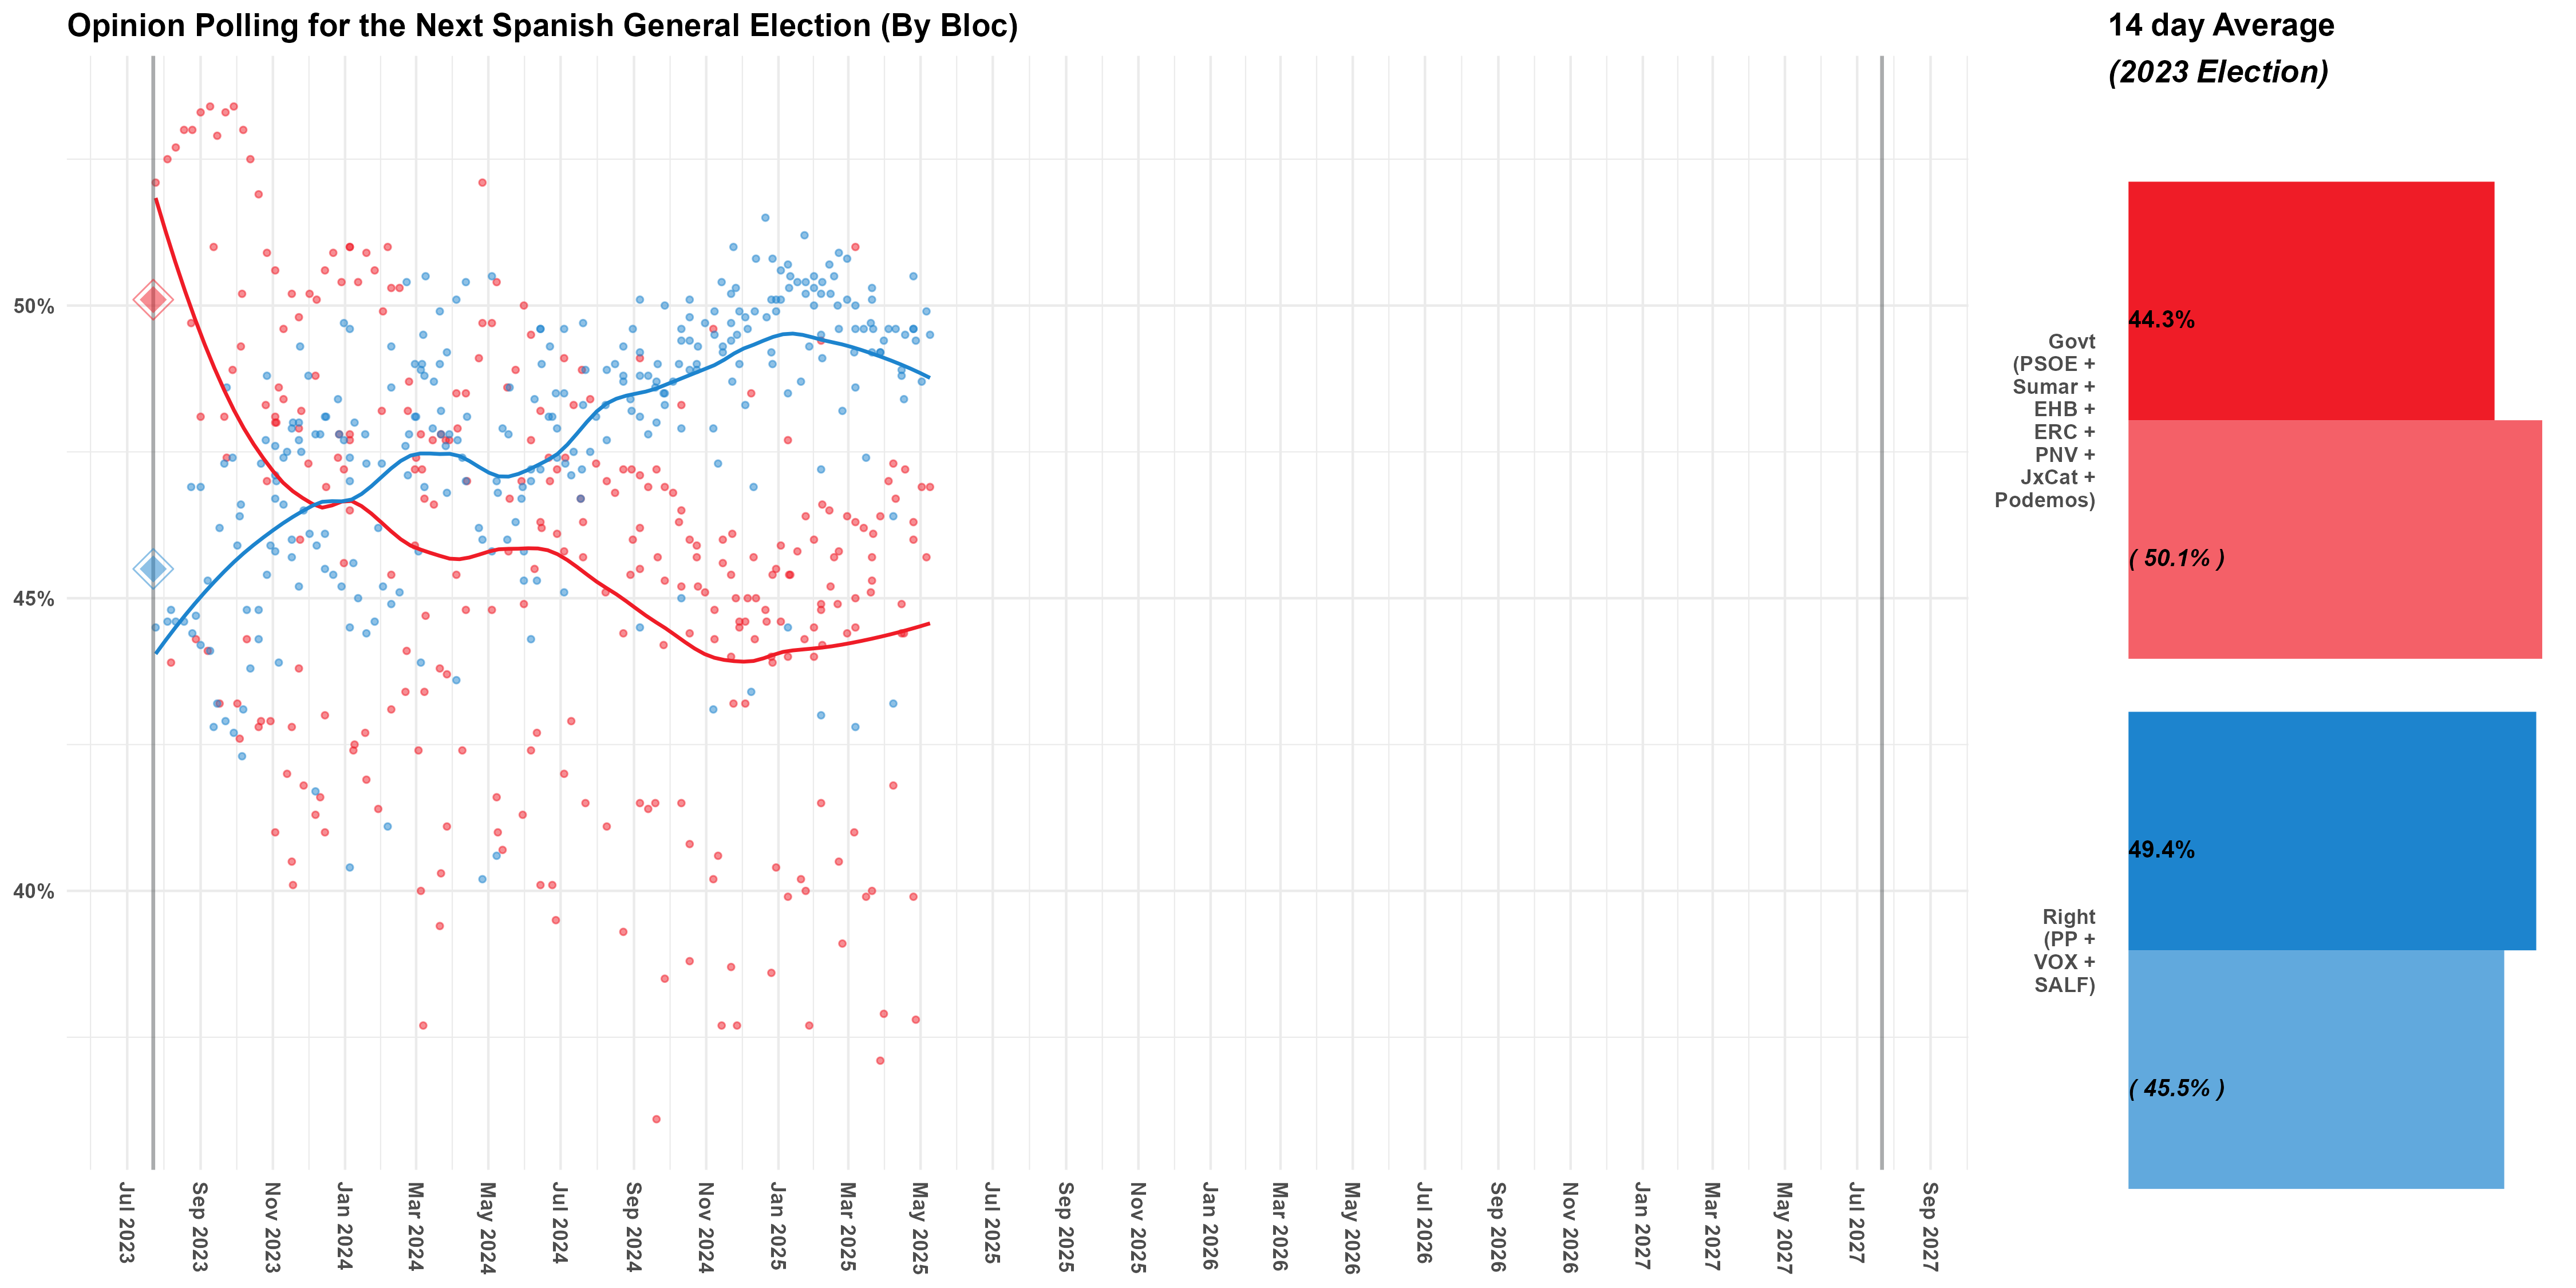 Opinion Polling for the Next Spanish General Election (By Bloc)
14 day Average
(2023 Election)
50%
45%
40%
Jul 2023
Sep 2023
Nov 2023
Jan 2024
Mar 2024
May 2024
Jul 2024
Sep 2024
Nov 2024
Jan 2025
Mar 2025
May 2025
Jul 2025
Sep 2025
Nov 2025
Jan 2026
Mar 2026
May 2026
Jul 2026
Sep 2026
Nov 2026
Jan 2027
Mar 2027
May 2027
Jul 2027
Sep 2027
Govt
(PSOE +
Sumar +
EHB +
ERC +
PNV +
JxCat +
Podemos)
44.3%
( 50.1% )
Right
(PP +
VOX +
SALF)
49.4%
( 45.5% )